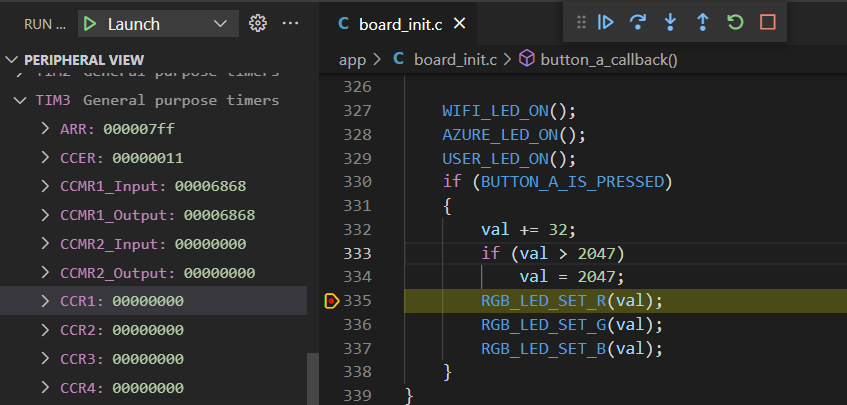 RUN ... Launch ...
PERIPHERAL VIEW
TIM2 General purpose timers
TIM3 General purpose timers
ARR: 000007ff
CCER: 00000011
CCMR1_Input: 00006868
CCMR1_Output: 00006868
CCMR2_Input: 00000000
CCMR2_Output: 00000000
CCR1: 00000000
CCR2: 00000000
CCR3: 00000000
CCR4: 00000000
C board_init.c
app > C board_init.c > button_a_callback()
326
327 WIFI_LED_ON();
328 AZURE_LED_ON();
329 USER_LED_ON();
330 if (BUTTON_A_IS_PRESSED)
331 {
332 val += 32;
333 if (val > 2047)
334 val = 2047;
335 RGB_LED_SET_R(val);
336 RGB_LED_SET_G(val);
337 RGB_LED_SET_B(val);
338 }
339 }